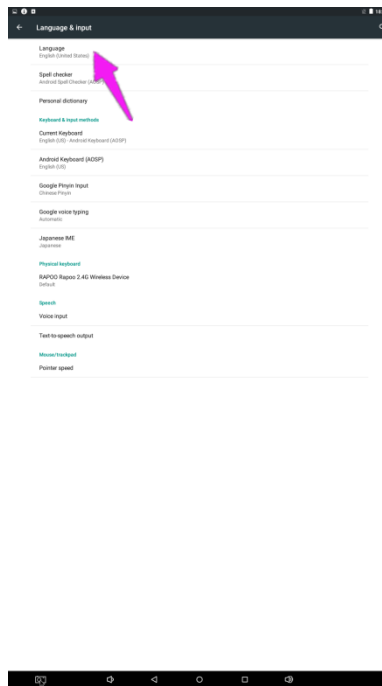 Language & input
Language
English (United States)
Spell checker
Android Spell Checker (AOSP)
Personal dictionary
Keyboard & input methods
Current Keyboard
English (US) - Android Keyboard (AOSP)
Android Keyboard (AOSP)
English (US)
Google Pinyin Input
Chinese Pinyin
Google voice typing
Automatic
Japanese IME
Japanese
Physical keyboard
RAPOO Rapoo 2.4G Wireless Device
Default
Speech
Voice input
Text-to-speech output
Mouse/trackpad
Pointer speed